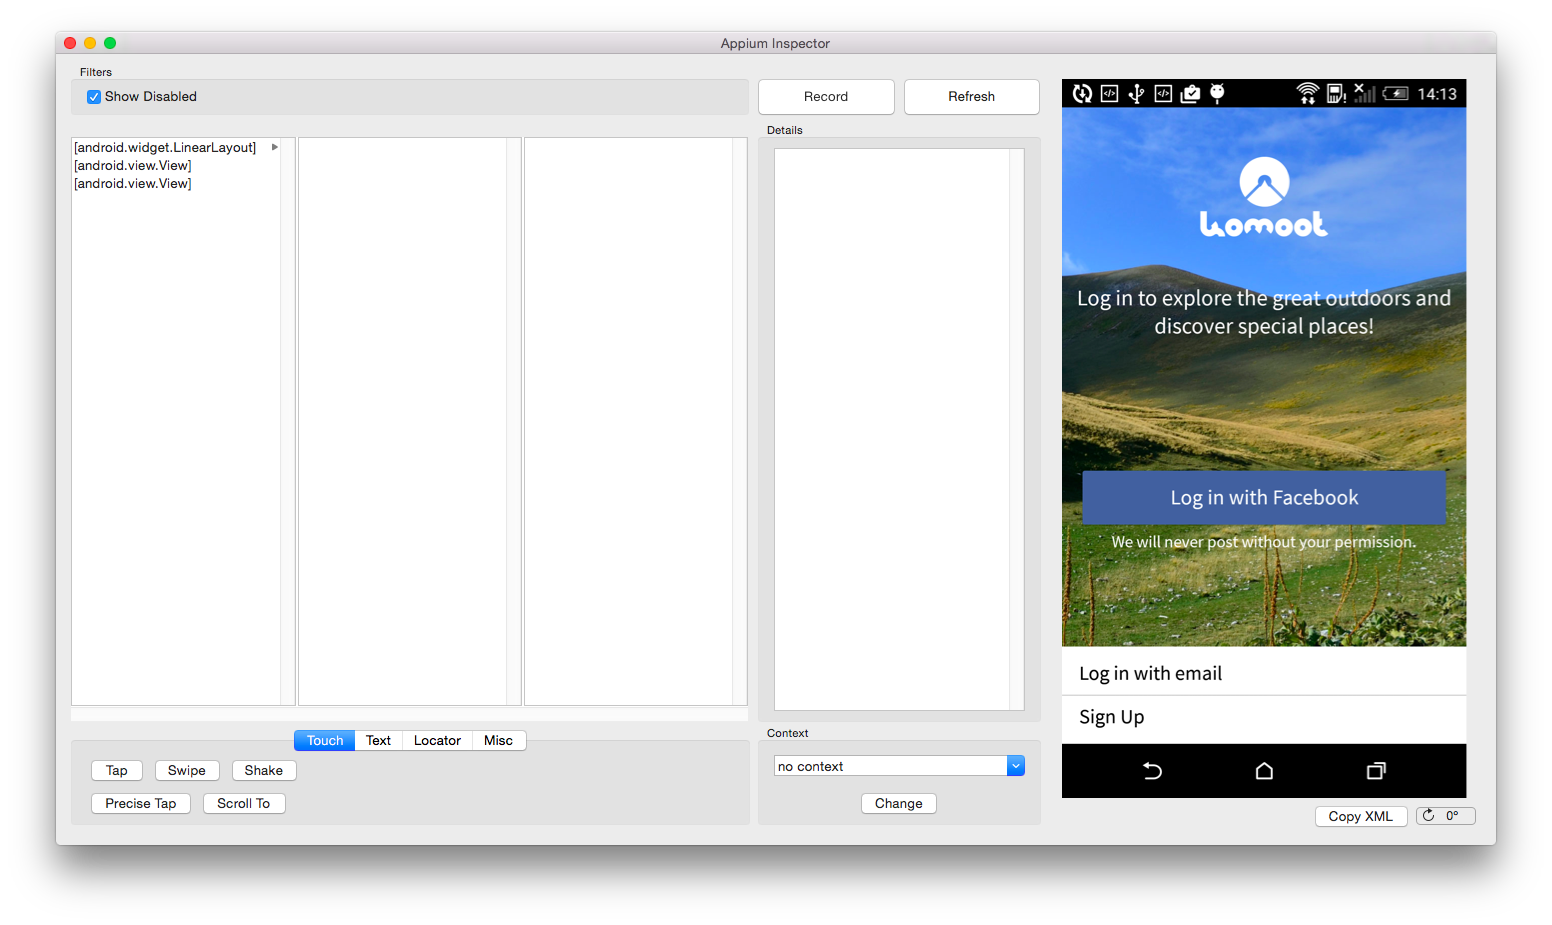 Appium Inspector
Filters
Show Disabled
Record
Refresh
[android.widget.LinearLayout]
[android.view.View]
[android.view.View]
Details
Touch
Text
Locator
Misc
Tap
Swipe
Shake
Precise Tap
Scroll To
Context
no context
Change
14:13
komoot
Log in to explore the great outdoors and
discover special places!
Log in with Facebook
We will never post without your permission.
Log in with email
Sign Up
Copy XML
0°